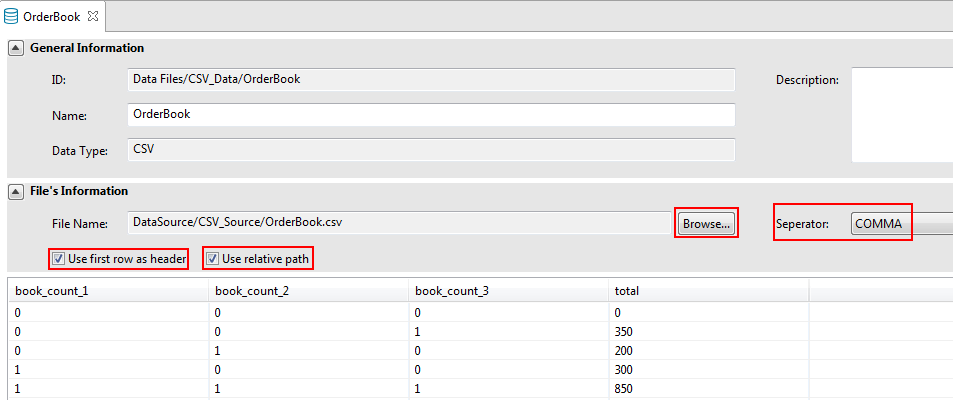 OrderBook
General Information
ID: Data Files/CSV_Data/OrderBook Description:
Name: OrderBook
Data Type: CSV
File's Information
File Name: DataSource/CSV_Source/OrderBook.csv Browse... Seperator: COMMA
Use first row as header Use relative path
book_count_1 book_count_2 book_count_3 total
0 0 0 0
0 0 1 350
0 1 0 200
1 0 0 300
1 1 1 850